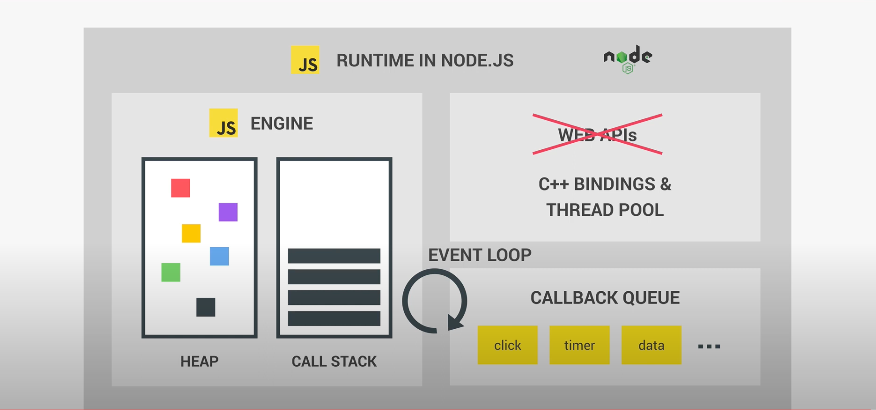 JS RUNTIME IN NODE.JS
node
JS
JS ENGINE
WEB APIs
C++ BINDINGS &
THREAD POOL
HEAP
CALL STACK
EVENT LOOP
CALLBACK QUEUE
click timer data ...